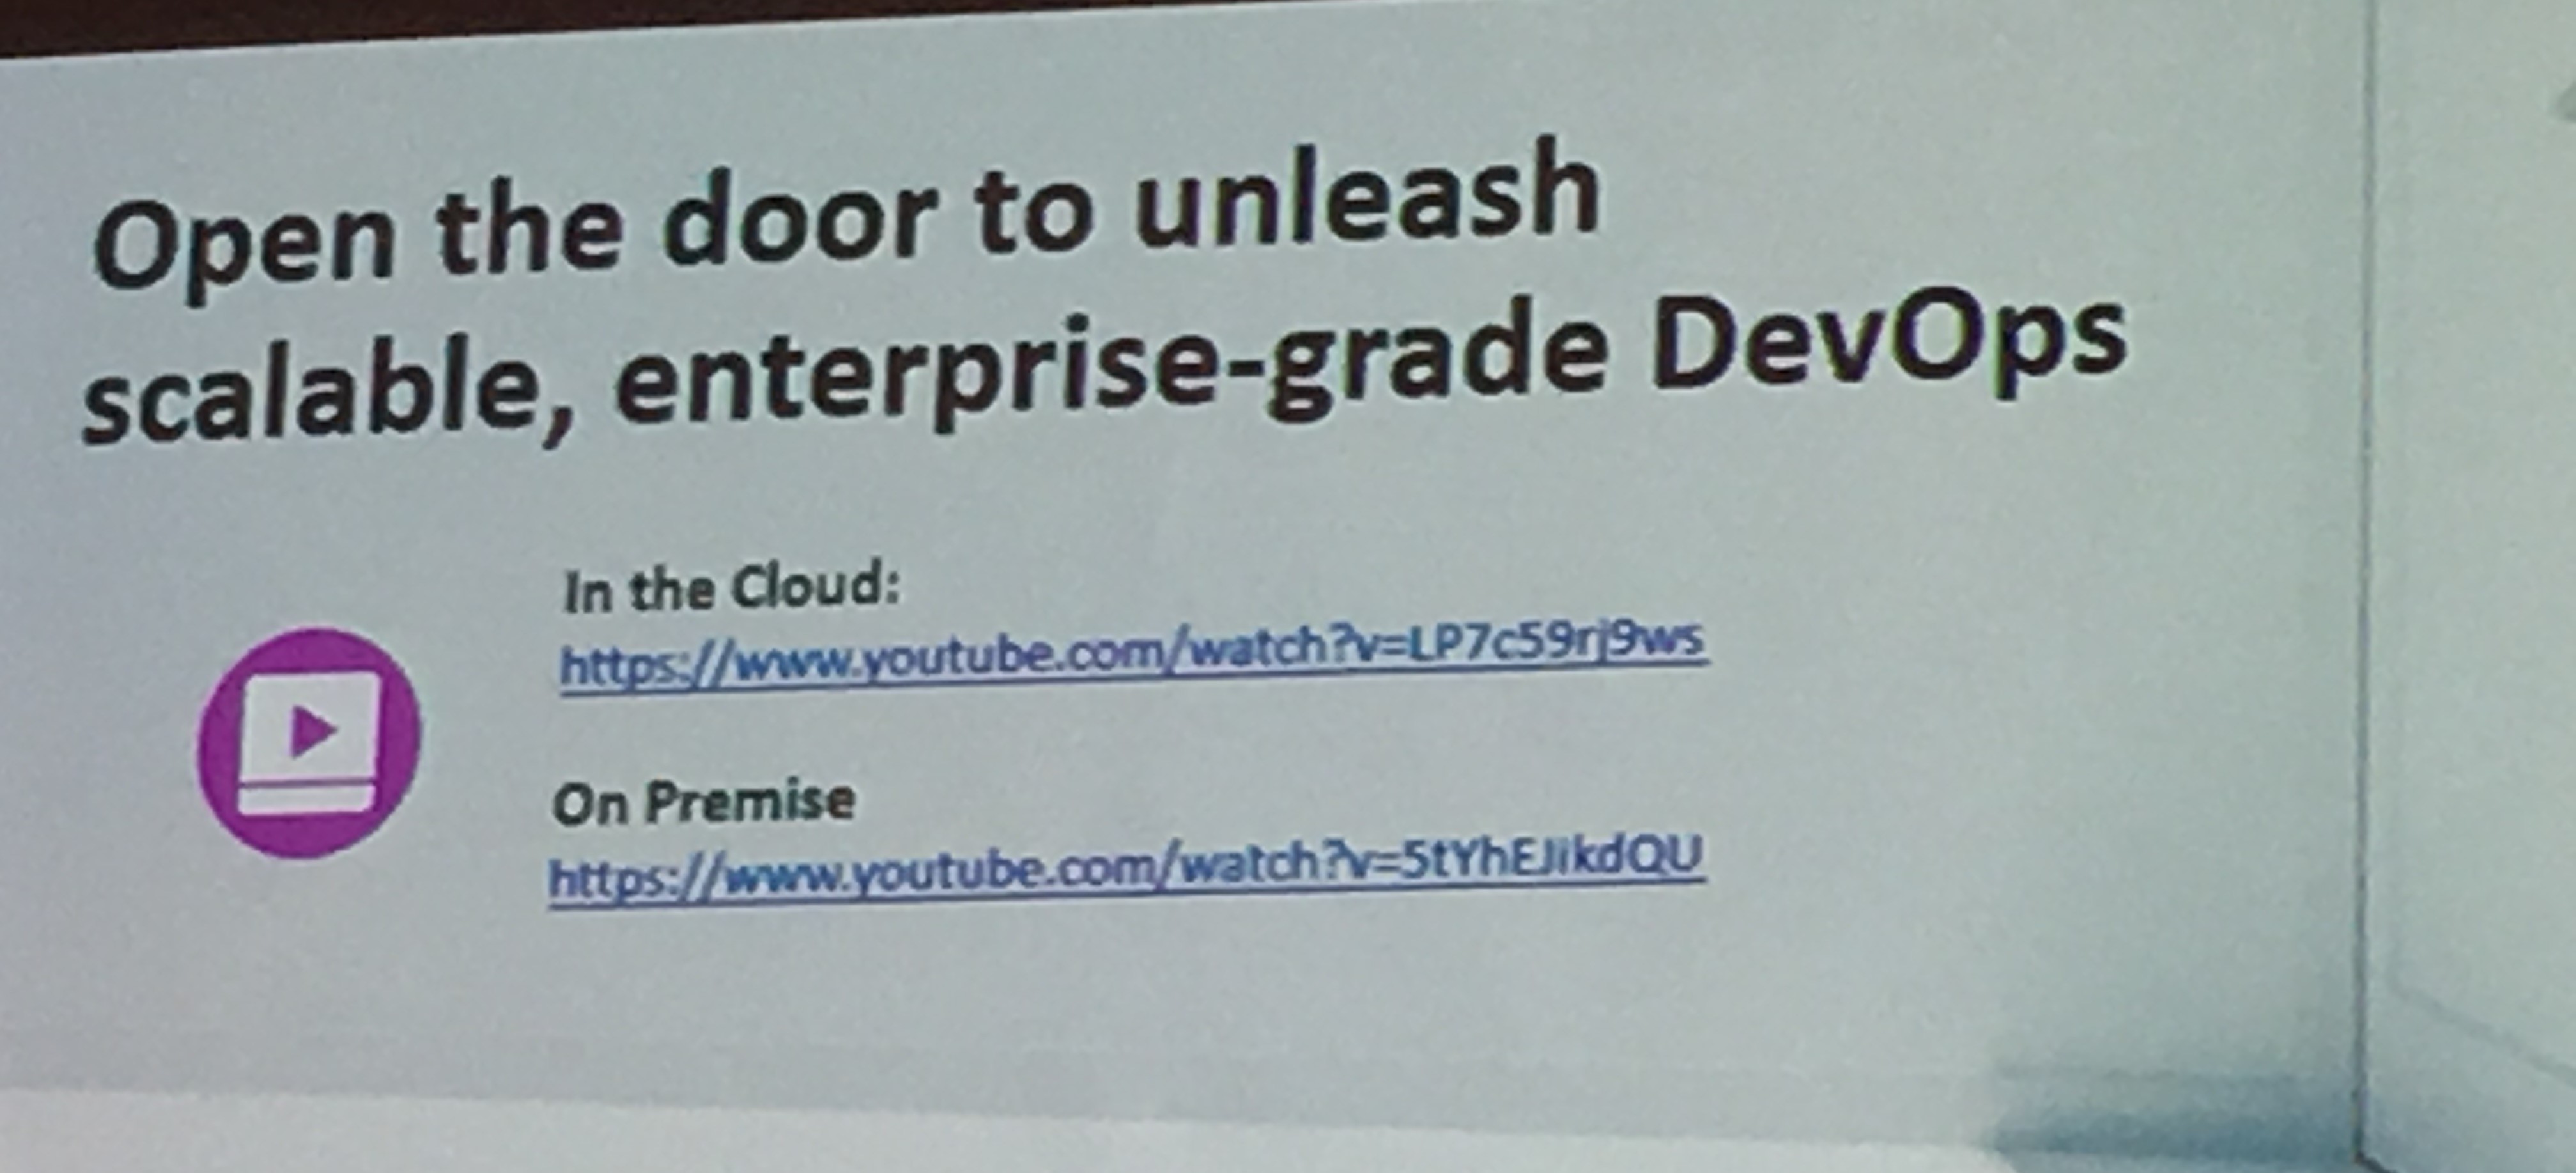 Open the door to unleash
scalable, enterprise-grade DevOps
In the Cloud:
https://www.youtube.com/watch?v=LP7c59rj9ws
On Premise
https://www.youtube.com/watch?v=5tYhEJikdQU